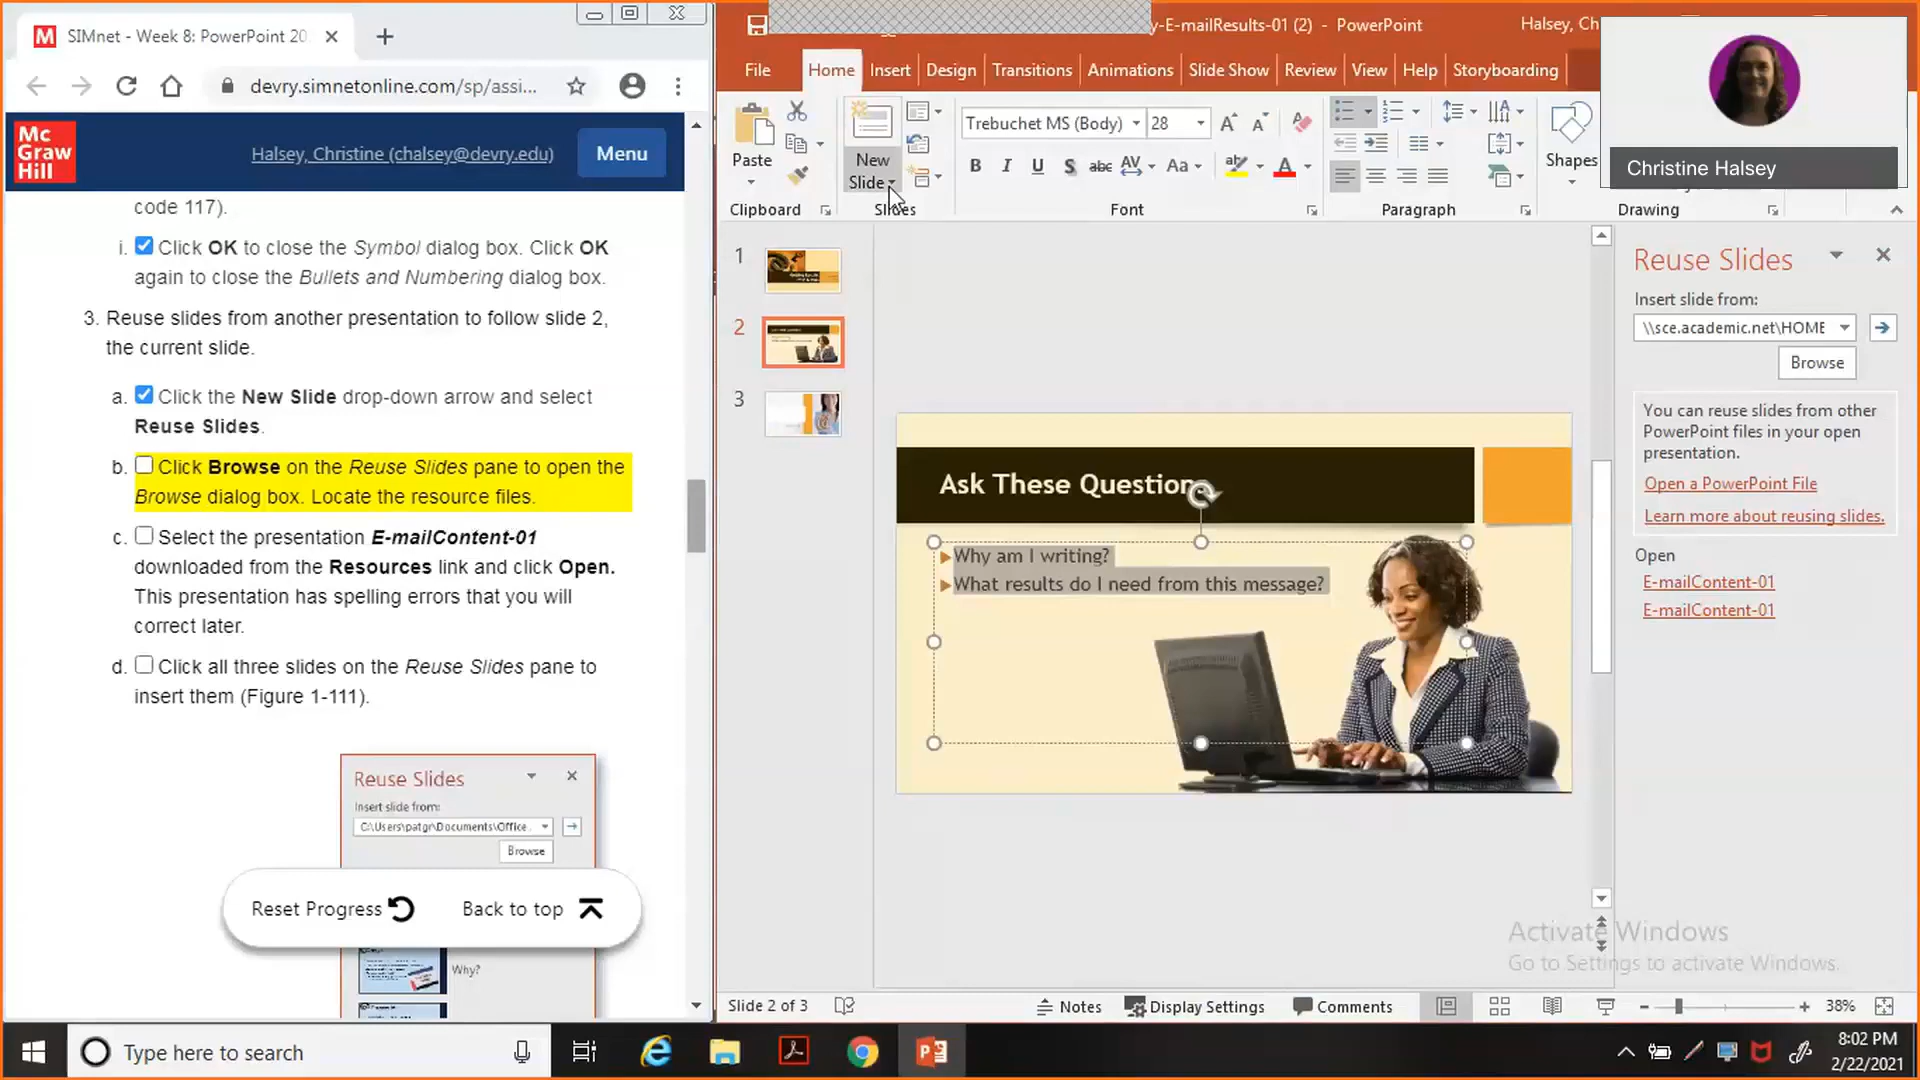 SIMnet - Week 8: PowerPoint 20
devry.simnetonline.com/sp/assi...
Mc
Graw
Hill
Halsey, Christine (chalsey@devry.edu)
Menu
code 117).
i. Click OK to close the Symbol dialog box. Click OK
again to close the Bullets and Numbering dialog box.
3. Reuse slides from another presentation to follow slide 2,
the current slide.
a. Click the New Slide drop-down arrow and select
Reuse Slides.
b. Click Browse on the Reuse Slides pane to open the
Browse dialog box. Locate the resource files.
c. Select the presentation E-mailContent-01
downloaded from the Resources link and click Open.
This presentation has spelling errors that you will
correct later.
d. Click all three slides on the Reuse Slides pane to
insert them (Figure 1-111).
Reuse Slides
Insert slide from:
C:\Users\patgr\Documents\Office
Browse
Why?
Reset Progress
Back to top
y-E-mailResults-01 (2) - PowerPoint
Halsey, Ch
File Home Insert Design Transitions Animations Slide Show Review View Help Storyboarding
Paste
New
Slide
Trebuchet MS (Body) 28
B I U S abc AV Aa A
Shapes
Clipboard Slides Font Paragraph Drawing
Christine Halsey
1
2
3
Ask These Question
Why am I writing?
What results do I need from this message?
Reuse Slides
Insert slide from:
\\sce.academic.net\HOME
Browse
You can reuse slides from other
PowerPoint files in your open
presentation.
Open a PowerPoint File
Learn more about reusing slides.
Open
E-mailContent-01
E-mailContent-01
Activate Windows
Go to Settings to activate Windows.
Slide 2 of 3
Notes
Display Settings
Comments
38%
Type here to search
8:02 PM
2/22/2021